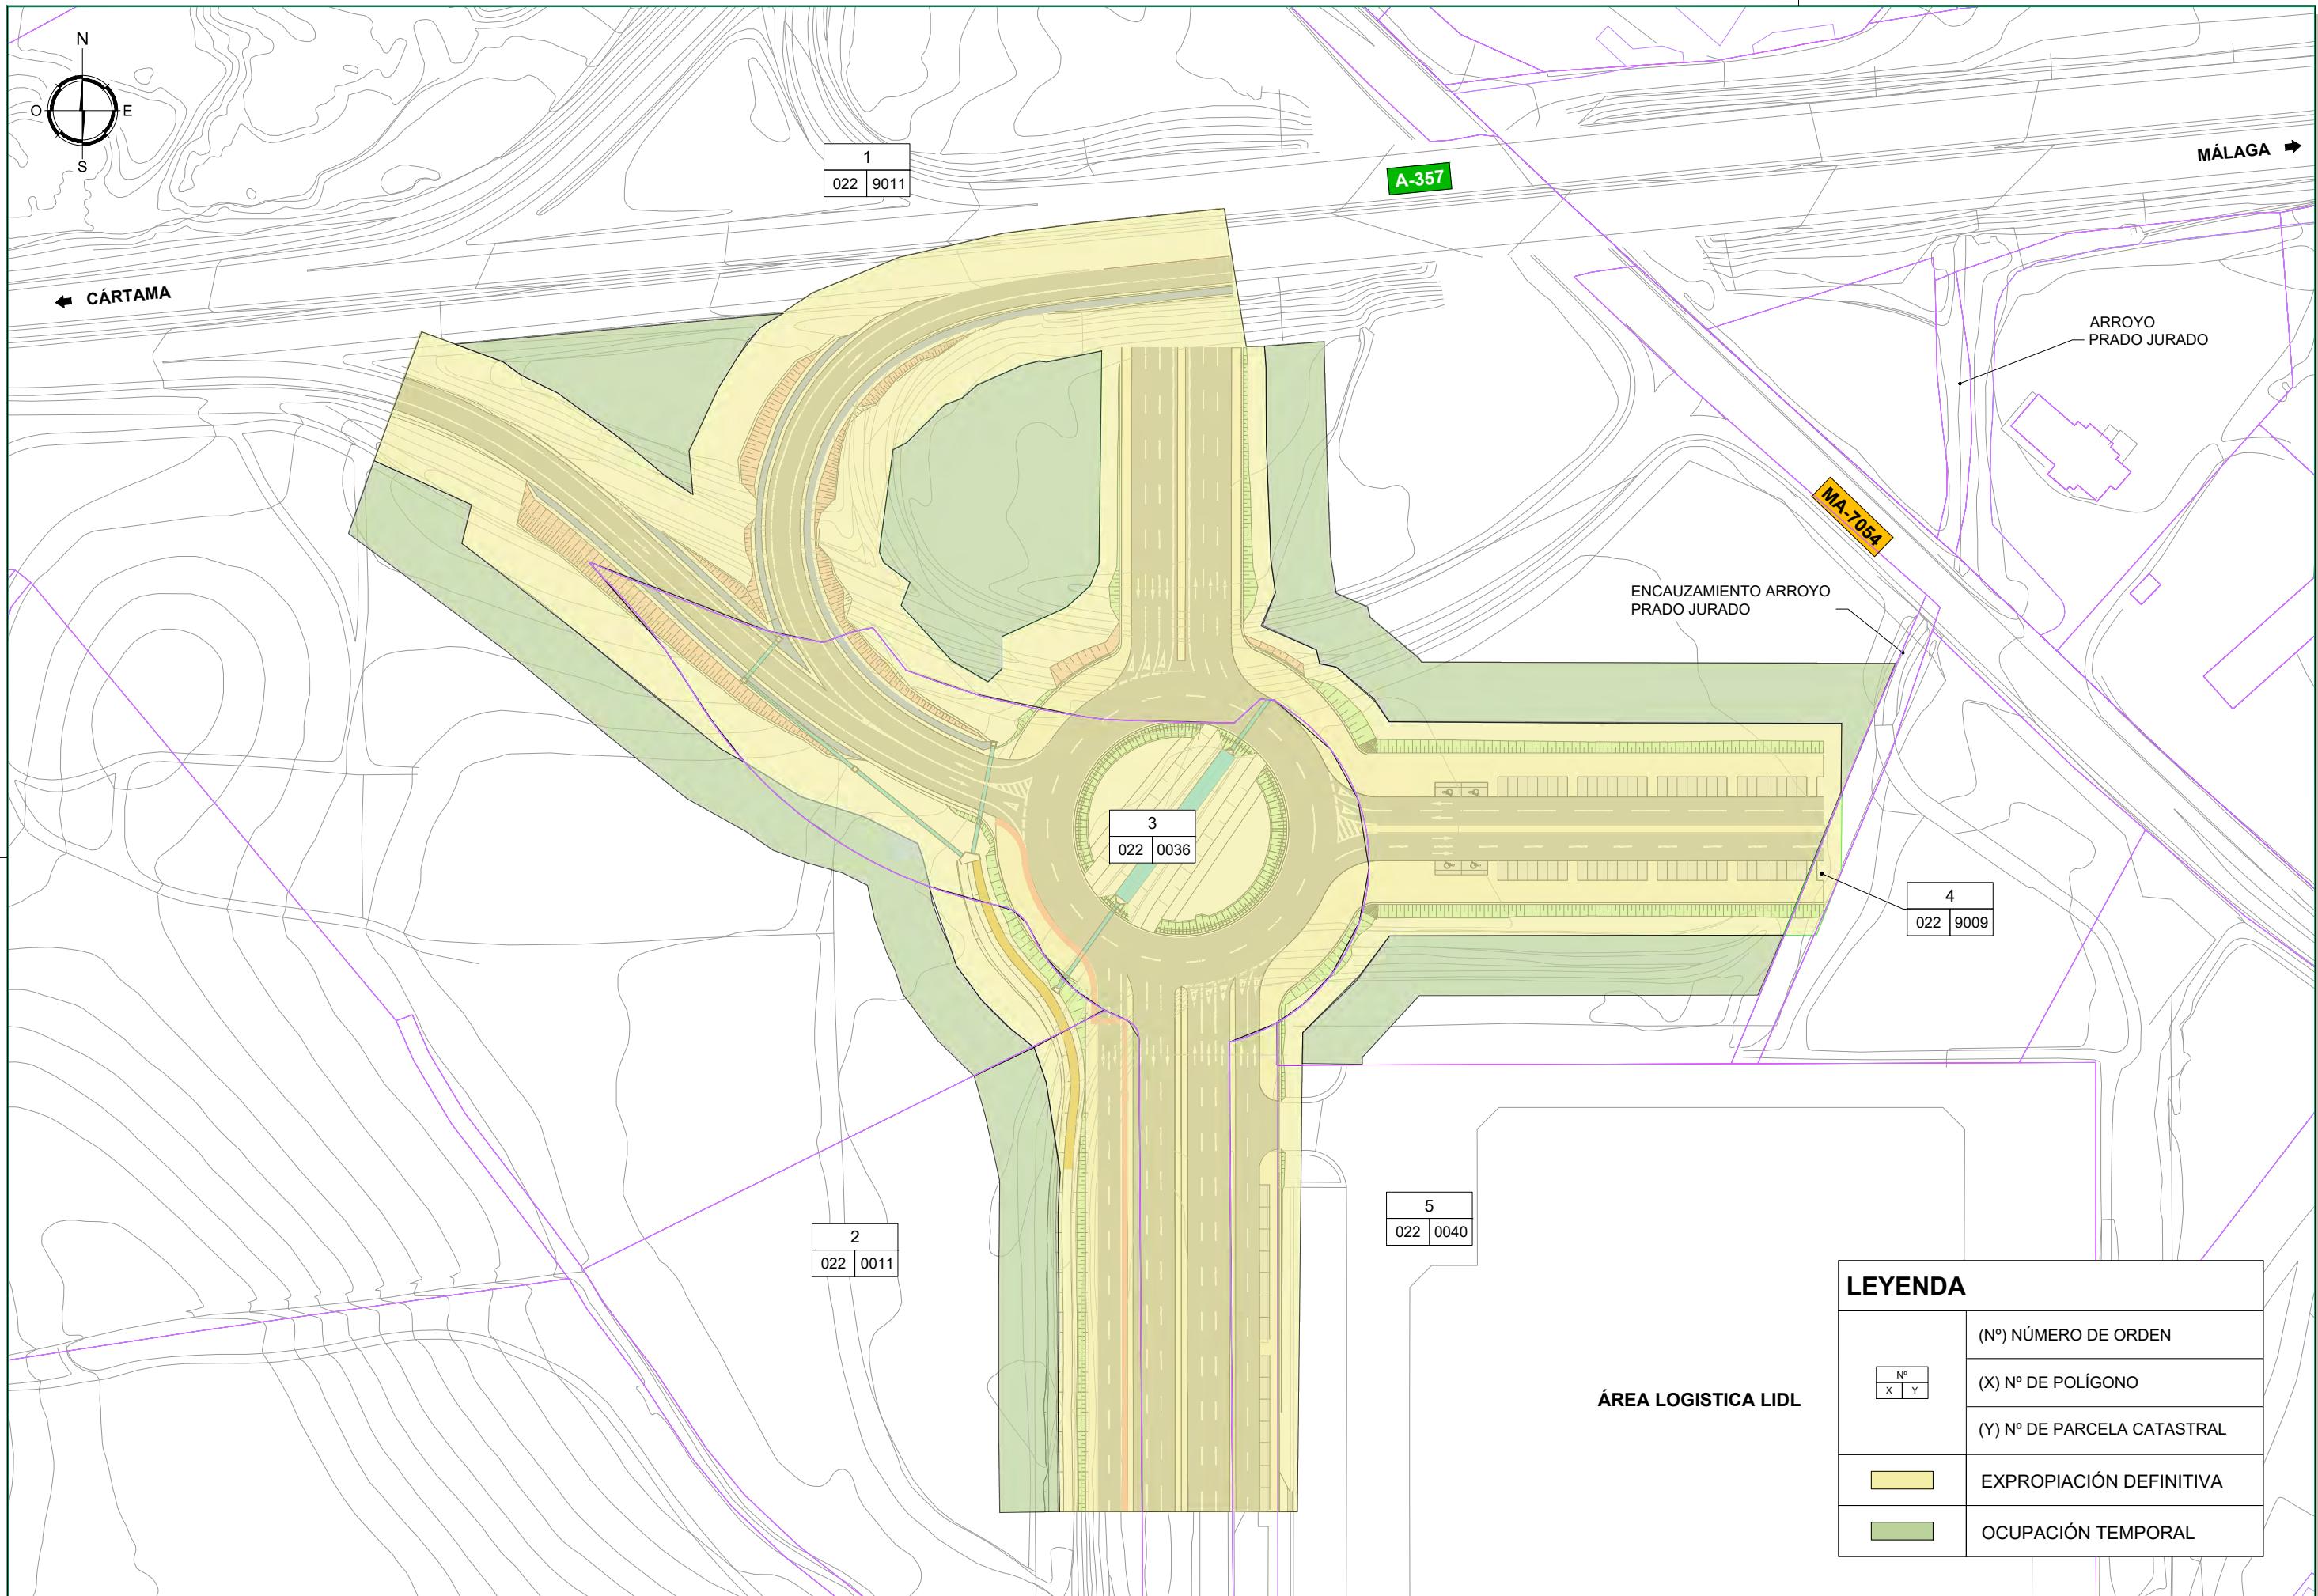 N
O
E
S
1
022 9011
A-357
MÁLAGA
CÁRTAMA
ARROYO
PRADO JURADO
MA-7054
ENCAUZAMIENTO ARROYO
PRADO JURADO
3
022 0036
4
022 9009
2
022 0011
5
022 0040
ÁREA LOGISTICA LIDL
LEYENDA
Nº
X Y
(Nº) NÚMERO DE ORDEN
(X) Nº DE POLÍGONO
(Y) Nº DE PARCELA CATASTRAL
EXPROPIACIÓN DEFINITIVA
OCUPACIÓN TEMPORAL